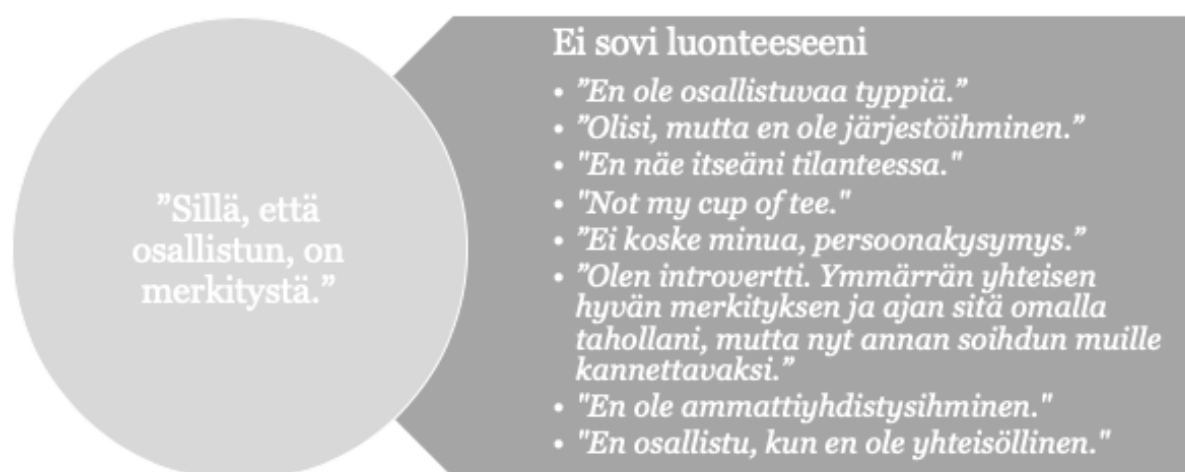 ”Sillä, että
osallistun, on
merkitystä.”
Ei sovi luonteeseeni
• ”En ole osallistuvaa typpiä.”
• ”Olisi, mutta en ole järjestöihminen.”
• "En näe itseäni tilanteessa."
• "Not my cup of tee."
• ”Ei koske minua, persoonakysymys.”
• ”Olen introvertti. Ymmärrän yhteisen
hyvän merkityksen ja ajan sitä omalla
tahollani, mutta nyt annan soihdun muille
kannettavaksi.”
• "En ole ammattiyhdistysihminen."
• "En osallistu, kun en ole yhteisöllinen."